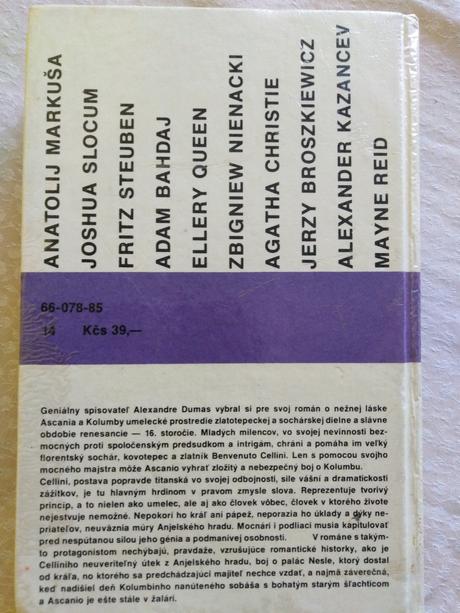 ANATOLIJ MARKUŠA
JOSHUA SLOCUM
FRITZ STEUBEN
ADAM BAHDAJ
ELLERY QUEEN
ZBIGNIEW NIENACKI
AGATHA CHRISTIE
JERZY BROSZKIEWICZ
ALEXANDER KAZANCEV
MAYNE REID
66-078-85
14 Kčs 39,—
Geniálny spisovateľ Alexandre Dumas vybral si pre svoj román o nežnej láske
Ascania a Kolumby umelecké prostredie zlatotepeckej a sochárskej dielne a slávne
obdobie renesancie — 16. storočie. Mladých milencov, vo svojej nevinnosti bez-
mocných proti spoločenským predsudkom a intrigám, chráni a pomáha im veľký
florentský sochár, kovotepec a zlatník Benvenuto Cellini. Len s pomocou svojho
mocného majstra môže Ascanio vyhrať zložitý a nebezpečný boj o Kolumbu.
Cellini, postava popravde titánská vo svojej odbojnosti, sile vášní a dramatickosti
zážitkov, je tu hlavným hrdinom v pravom zmysle slova. Reprezentuje tvorivý
princíp, a to nielen ako umelec, ale aj ako človek vôbec, človek v ktorého živote
nejestvuje nemožné. Nepokorí ho kráľ ani pápež, neporazia ho úklady a dýky ne-
priateľov, neuväznia múry Anjelského hradu. Mocnári i podliaci musia kapitulovať
pred nespútanou silou jeho génia a podmanivej osobnosti. V románe s takým-
to protagonistom nechýbajú, pravdaže, vzrušujúce romantické historky, ako je
Celliniho neuveriteľný útek z Anjelského hradu, boj o palác Nesle, ktorý dostal
od kráľa, no ktorého sa predchádzajúci majiteľ nechce vzdať, a najmä záverečná,
keď nadišiel deň Kolumbinho nanúteného sobáša s bohatým starým šľachticom
a Ascanio je ešte stále v žalári.